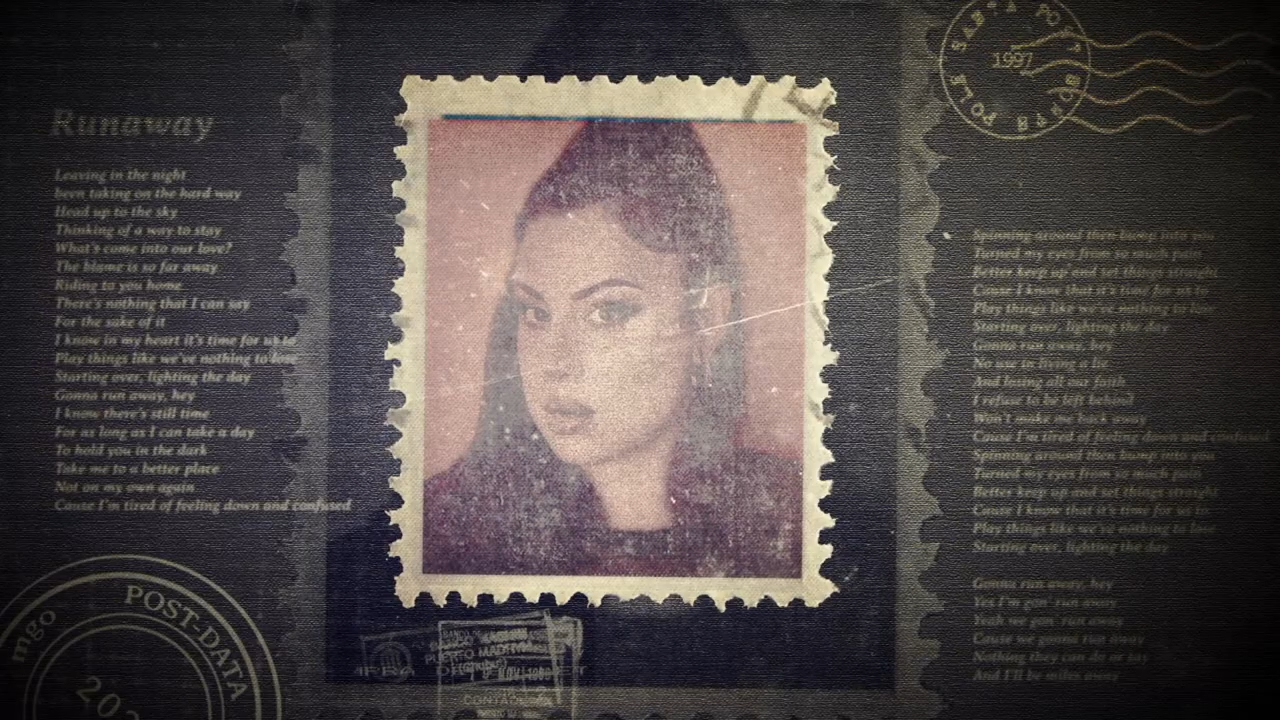 Runaway
Leaving in the night
been taking on the hard way
Head up to the sky
Thinking of a way to stay
What's come into our love?
The blame is so far away
Riding to you home
There's nothing that I can say
For the sake of it
I know in my heart it's time for us to
Play things like we've nothing to lose
Starting over, lighting the day
Gonna run away, hey
I know there's still time
For as long as I can take a day
To hold you in the dark
Take me to a better place
Not on my own again
Cause I'm tired of feeling down and confused
SANTA POST
1997
NORTH POLE
Spinning around turn bump into you
Turned my eyes from so much pain
Better keep up and set things straight
Cause I know that it's time for us to
Play things like we've nothing to lose
Starting over, lighting the day
Gonna run away, hey
No use in living a lie
And losing all our faith
I refuse to be left behind
Won't make me back away
Cause I'm tired of feeling down and confused
Spinning around turn bump into you
Turned my eyes from so much pain
Better keep up and set things straight
Cause I know that it's time for us to
Play things like we've nothing to lose
Starting over, lighting the day
Gonna run away, hey
Yes I'm gon' run away
Yeah we gon' run away
Cause we gonna run away
Nothing they can do or say
And I'll be miles away
mgo
POST-DATA
202
PUERTO MADRYN
(Chubut)